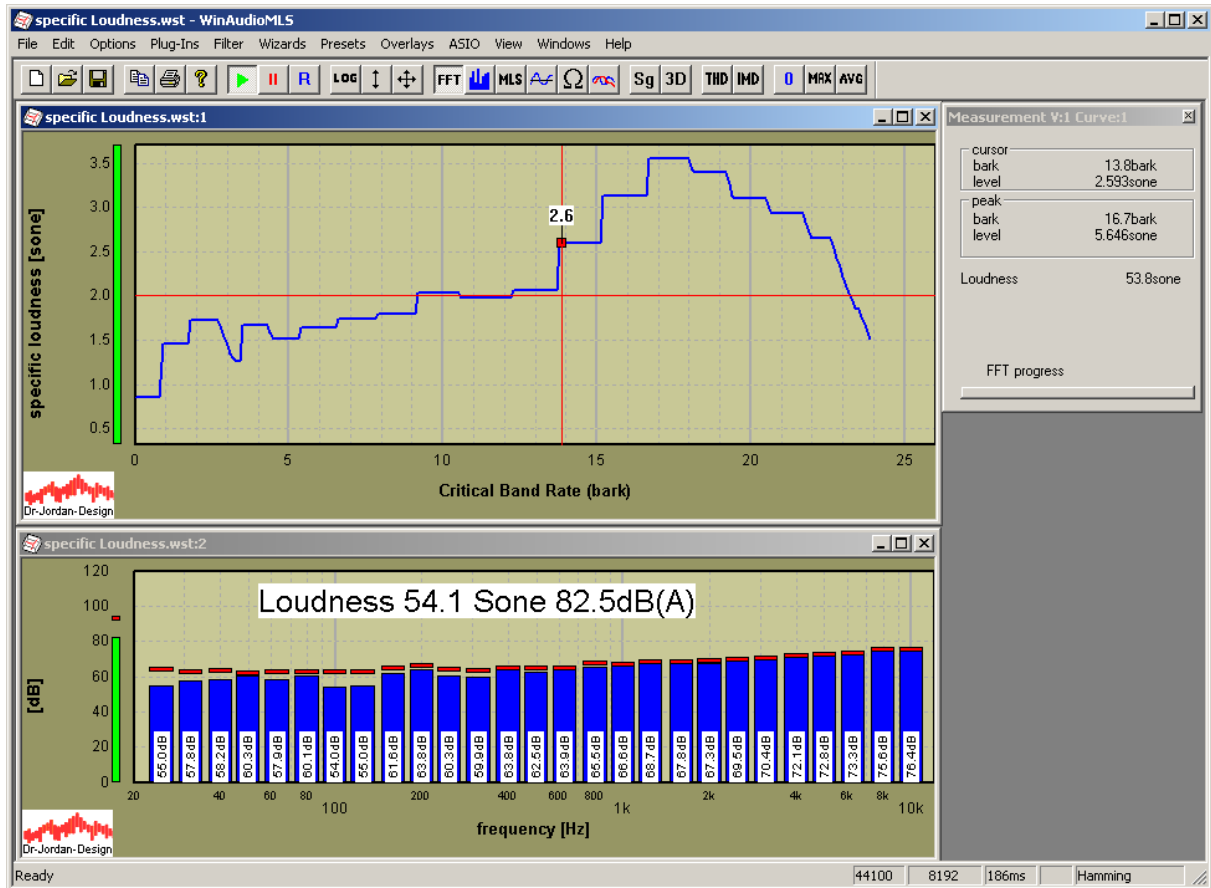 specific Loudness.wst - WinAudioMLS
File Edit Options Plug-Ins Filter Wizards Presets Overlays ASIO View Windows Help
R LOG FFT MLS Ω Sg 3D THD IMD 0 MAX AVG
specific Loudness.wst:1
specific loudness [sone]
3.5
3.0
2.5
2.0
1.5
1.0
0.5
2.6
0 5 10 15 20 25
Critical Band Rate (bark)
Dr-Jordan-Design
Measurement V:1 Curve:1
cursor
bark 13.8bark
level 2.593sone
peak
bark 16.7bark
level 5.646sone
Loudness 53.8sone
FFT progress
specific Loudness.wst:2
[dB]
120
100
80
60
40
20
0
Loudness 54.1 Sone 82.5dB(A)
55.0dB 57.8dB 58.2dB 60.3dB 57.9dB 60.1dB 54.0dB 55.0dB 61.6dB 63.8dB 60.3dB 59.9dB 63.8dB 62.5dB 63.9dB 65.5dB 66.6dB 68.7dB 67.8dB 67.3dB 69.5dB 70.4dB 72.1dB 72.8dB 73.3dB 75.6dB 76.4dB
20 40 60 80 100 200 400 600 800 1k 2k 4k 6k 8k 10k
frequency [Hz]
Dr-Jordan-Design
Ready 44100 8192 186ms Hamming